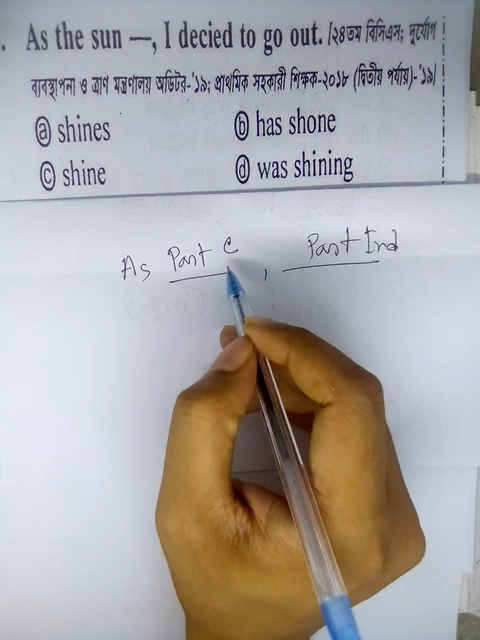 . As the sun —, I decied to go out. [২৪তম বিসিএস; দুর্যোগ
ব্যবস্থাপনা ও ত্রাণ মন্ত্রণালয় অডিটর-'১৯; প্রাথমিক সহকারী শিক্ষক-২০১৮ (দ্বিতীয় পর্যায়)-'১৯]
ⓐ shines ⓑ has shone
ⓒ shine ⓓ was shining
As Past C , Past Ind